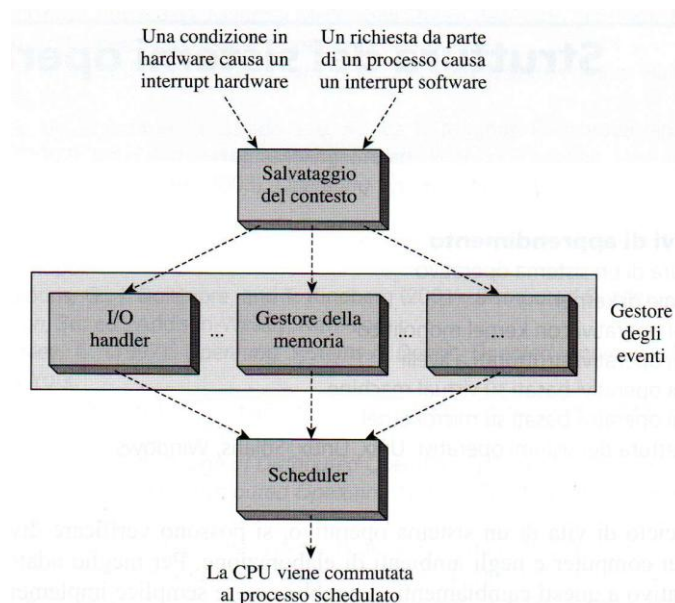 Una condizione in
hardware causa un
interrupt hardware
Un richiesta da parte
di un processo causa
un interrupt software
Salvataggio
del contesto
I/O
handler
...
Gestore della
memoria
...
...
Gestore
degli
eventi
Scheduler
La CPU viene commutata
al processo schedulato